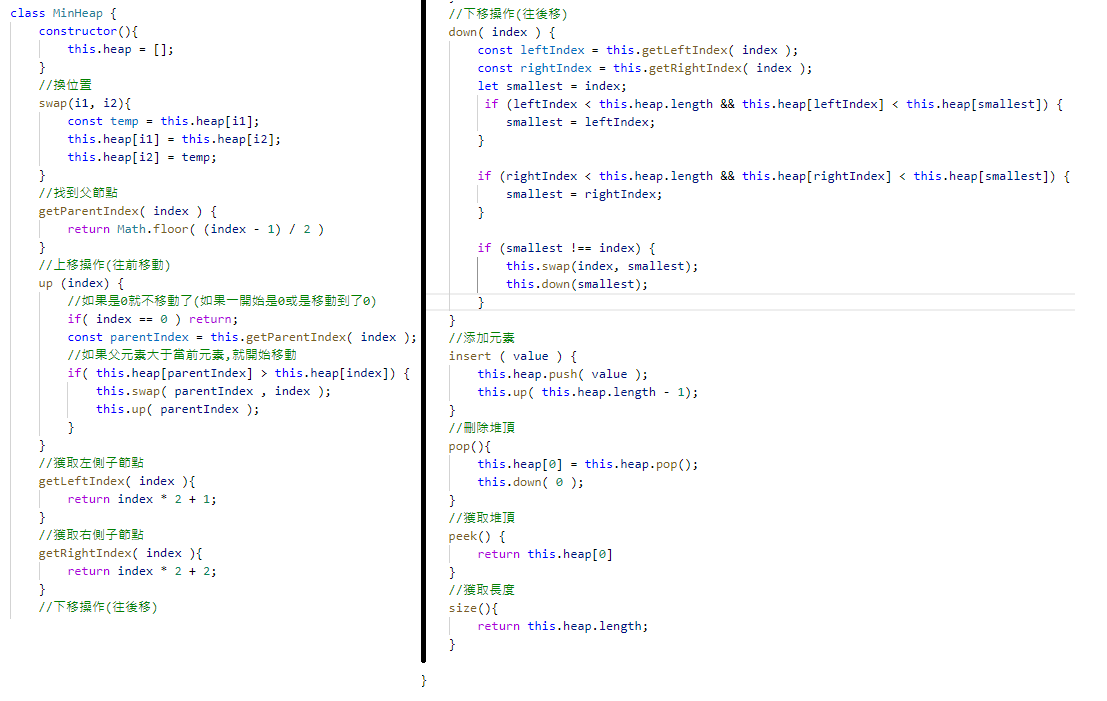 class MinHeap {
constructor(){
this.heap = [];
}
//換位置
swap(i1, i2){
const temp = this.heap[i1];
this.heap[i1] = this.heap[i2];
this.heap[i2] = temp;
}
//找到父節點
getParentIndex( index ) {
return Math.floor( (index - 1) / 2 )
}
//上移操作(往前移動)
up (index) {
//如果是0就不移動了(如果一開始是0或是移動到了0)
if( index == 0 ) return;
const parentIndex = this.getParentIndex( index );
//如果父元素大于當前元素,就開始移動
if( this.heap[parentIndex] > this.heap[index]) {
this.swap( parentIndex , index );
this.up( parentIndex );
}
}
//獲取左側子節點
getLeftIndex( index ){
return index * 2 + 1;
}
//獲取右側子節點
getRightIndex( index ){
return index * 2 + 2;
}
//下移操作(往後移)
//下移操作(往後移)
down( index ) {
const leftIndex = this.getLeftIndex( index );
const rightIndex = this.getRightIndex( index );
let smallest = index;
if (leftIndex < this.heap.length && this.heap[leftIndex] < this.heap[smallest]) {
smallest = leftIndex;
}
if (rightIndex < this.heap.length && this.heap[rightIndex] < this.heap[smallest]) {
smallest = rightIndex;
}
if (smallest !== index) {
this.swap(index, smallest);
this.down(smallest);
}
}
//添加元素
insert ( value ) {
this.heap.push( value );
this.up( this.heap.length - 1);
}
//刪除堆頂
pop(){
this.heap[0] = this.heap.pop();
this.down( 0 );
}
//獲取堆頂
peek() {
return this.heap[0]
}
//獲取長度
size(){
return this.heap.length;
}
}